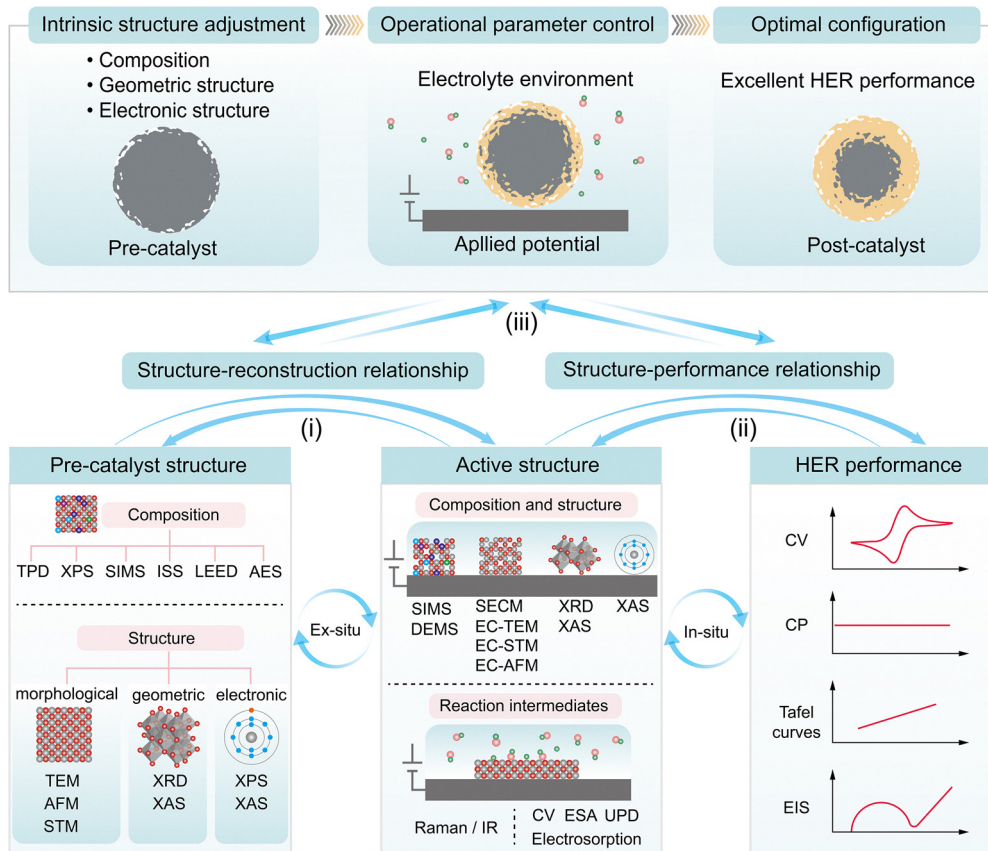 Intrinsic structure adjustment
Operational parameter control
Optimal configuration
• Composition
• Geometric structure
• Electronic structure
Pre-catalyst
Electrolyte environment
Apllied potential
Excellent HER performance
Post-catalyst
(iii)
Structure-reconstruction relationship
Structure-performance relationship
(i)
(ii)
Pre-catalyst structure
Composition
TPD XPS SIMS ISS LEED AES
Structure
morphological geometric electronic
TEM
AFM
STM
XRD
XAS
XPS
XAS
Ex-situ
Active structure
Composition and structure
SIMS
DEMS
SECM
EC-TEM
EC-STM
EC-AFM
XRD
XAS
XAS
Reaction intermediates
Raman / IR
CV ESA UPD
Electrosorption
In-situ
HER performance
CV
CP
Tafel
curves
EIS